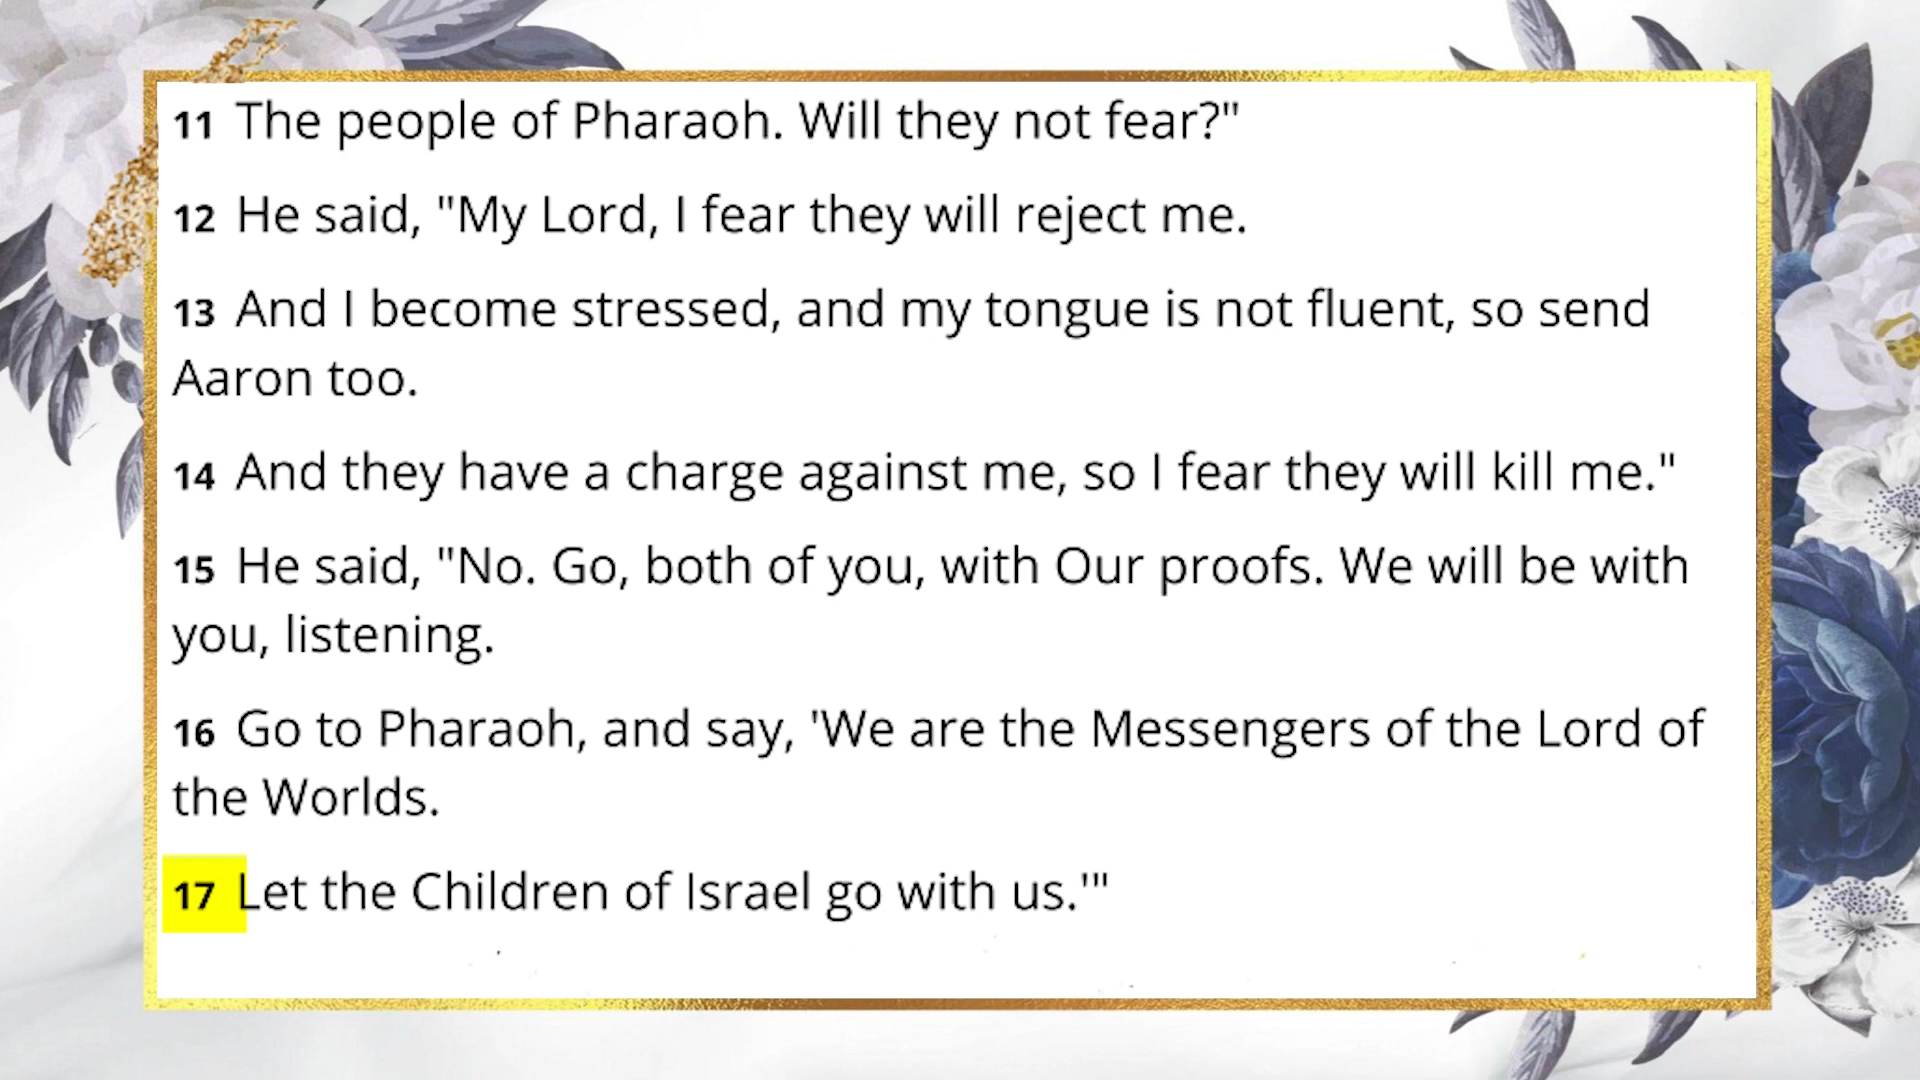 11 The people of Pharaoh. Will they not fear?"
12 He said, "My Lord, I fear they will reject me.
13 And I become stressed, and my tongue is not fluent, so send
Aaron too.
14 And they have a charge against me, so I fear they will kill me."
15 He said, "No. Go, both of you, with Our proofs. We will be with
you, listening.
16 Go to Pharaoh, and say, 'We are the Messengers of the Lord of
the Worlds.
17 Let the Children of Israel go with us.'"